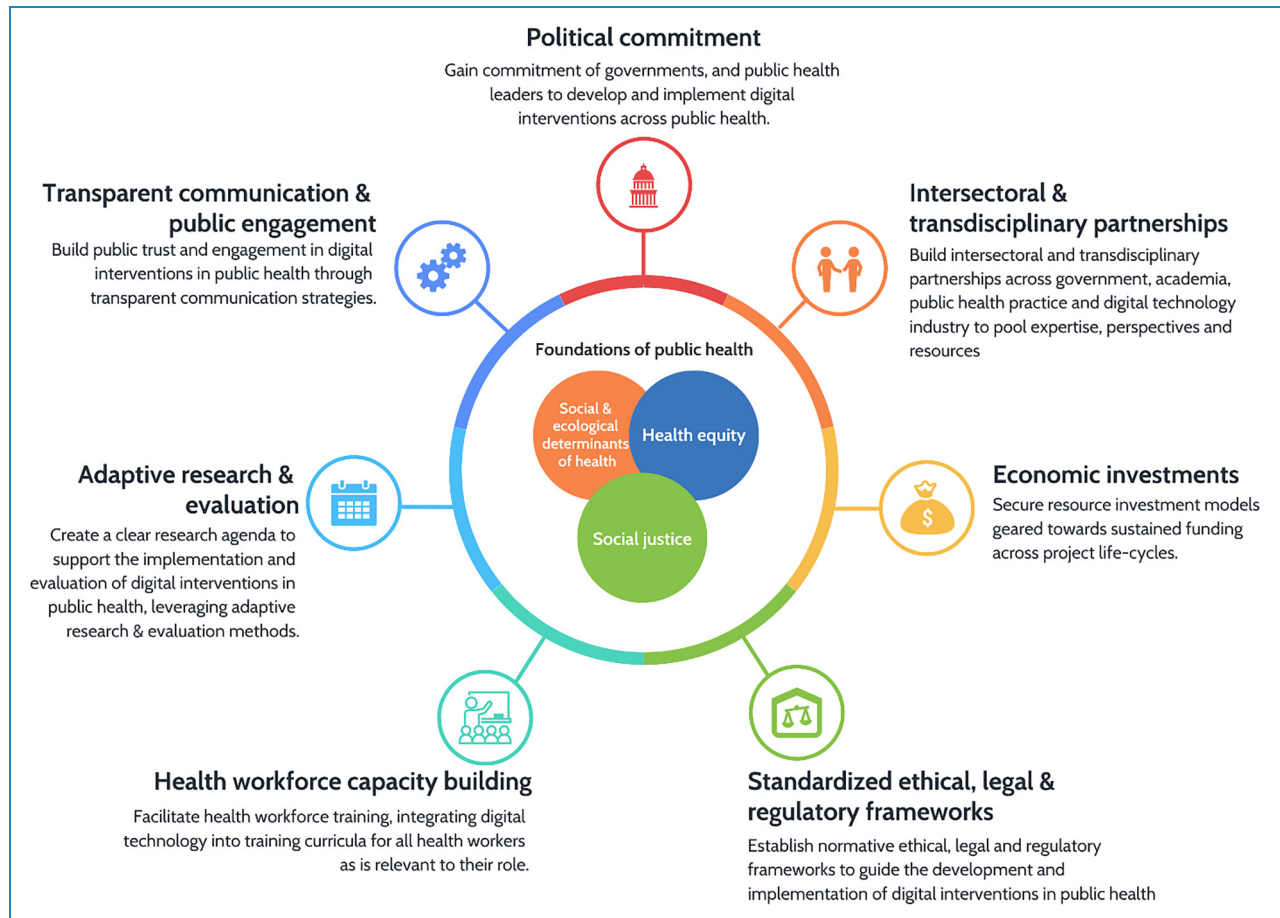 Political commitment
Gain commitment of governments, and public health
leaders to develop and implement digital
interventions across public health.
Intersectoral &
transdisciplinary partnerships
Build intersectoral and transdisciplinary
partnerships across government, academia,
public health practice and digital technology
industry to pool expertise, perspectives and
resources
Economic investments
Secure resource investment models
geared towards sustained funding
across project life-cycles.
$
Standardized ethical, legal &
regulatory frameworks
Establish normative ethical, legal and regulatory
frameworks to guide the development and
implementation of digital interventions in public health
Health workforce capacity building
Facilitate health workforce training, integrating digital
technology into training curricula for all health workers
as is relevant to their role.
Adaptive research &
evaluation
Create a clear research agenda to
support the implementation and
evaluation of digital interventions in
public health, leveraging adaptive
research & evaluation methods.
Transparent communication &
public engagement
Build public trust and engagement in digital
interventions in public health through
transparent communication strategies.
Foundations of public health
Social &
ecological
determinants
of health
Health equity
Social justice